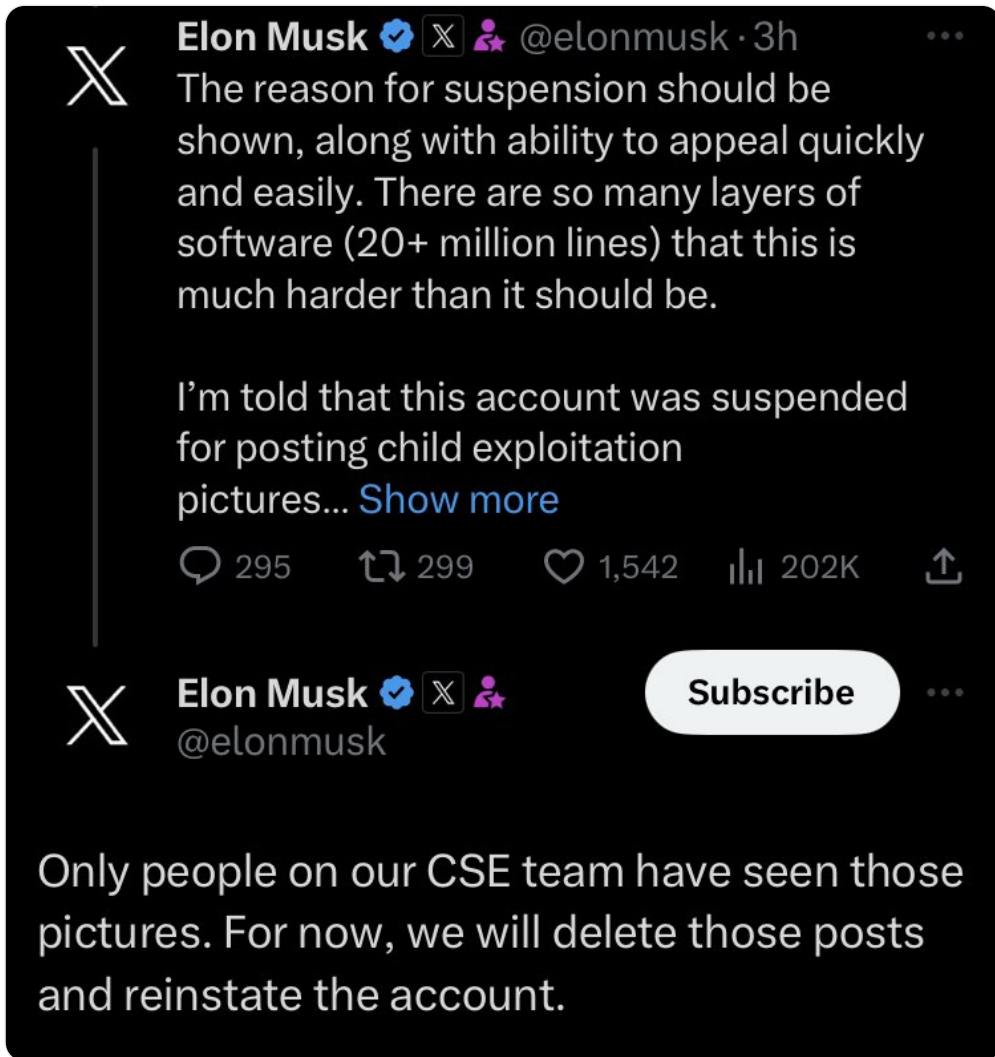 Elon Musk X @elonmusk · 3h
The reason for suspension should be
shown, along with ability to appeal quickly
and easily. There are so many layers of
software (20+ million lines) that this is
much harder than it should be.
I’m told that this account was suspended
for posting child exploitation
pictures... Show more
295 299 1,542 202K
Elon Musk X
Subscribe
@elonmusk
Only people on our CSE team have seen those
pictures. For now, we will delete those posts
and reinstate the account.